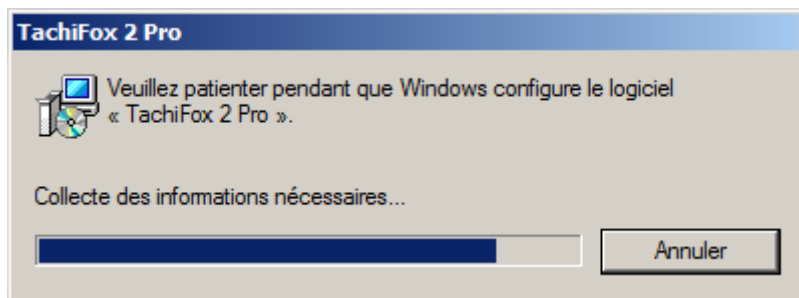 TachiFox 2 Pro
Veuillez patienter pendant que Windows configure le logiciel
« TachiFox 2 Pro ».
Collecte des informations nécessaires...
Annuler